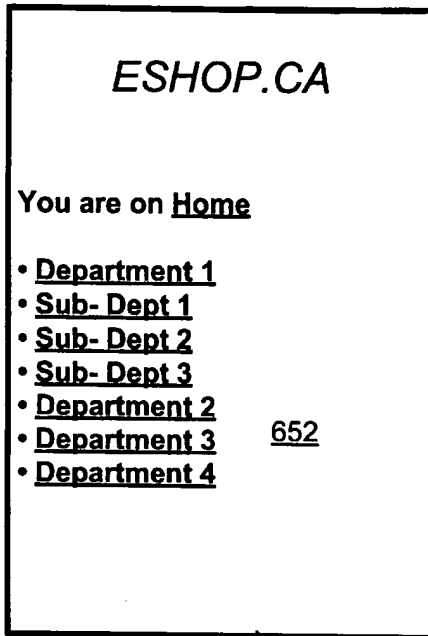 ESHOP.CA
You are on Home
• Department 1
• Sub- Dept 1
• Sub- Dept 2
• Sub- Dept 3
• Department 2
• Department 3
652
• Department 4